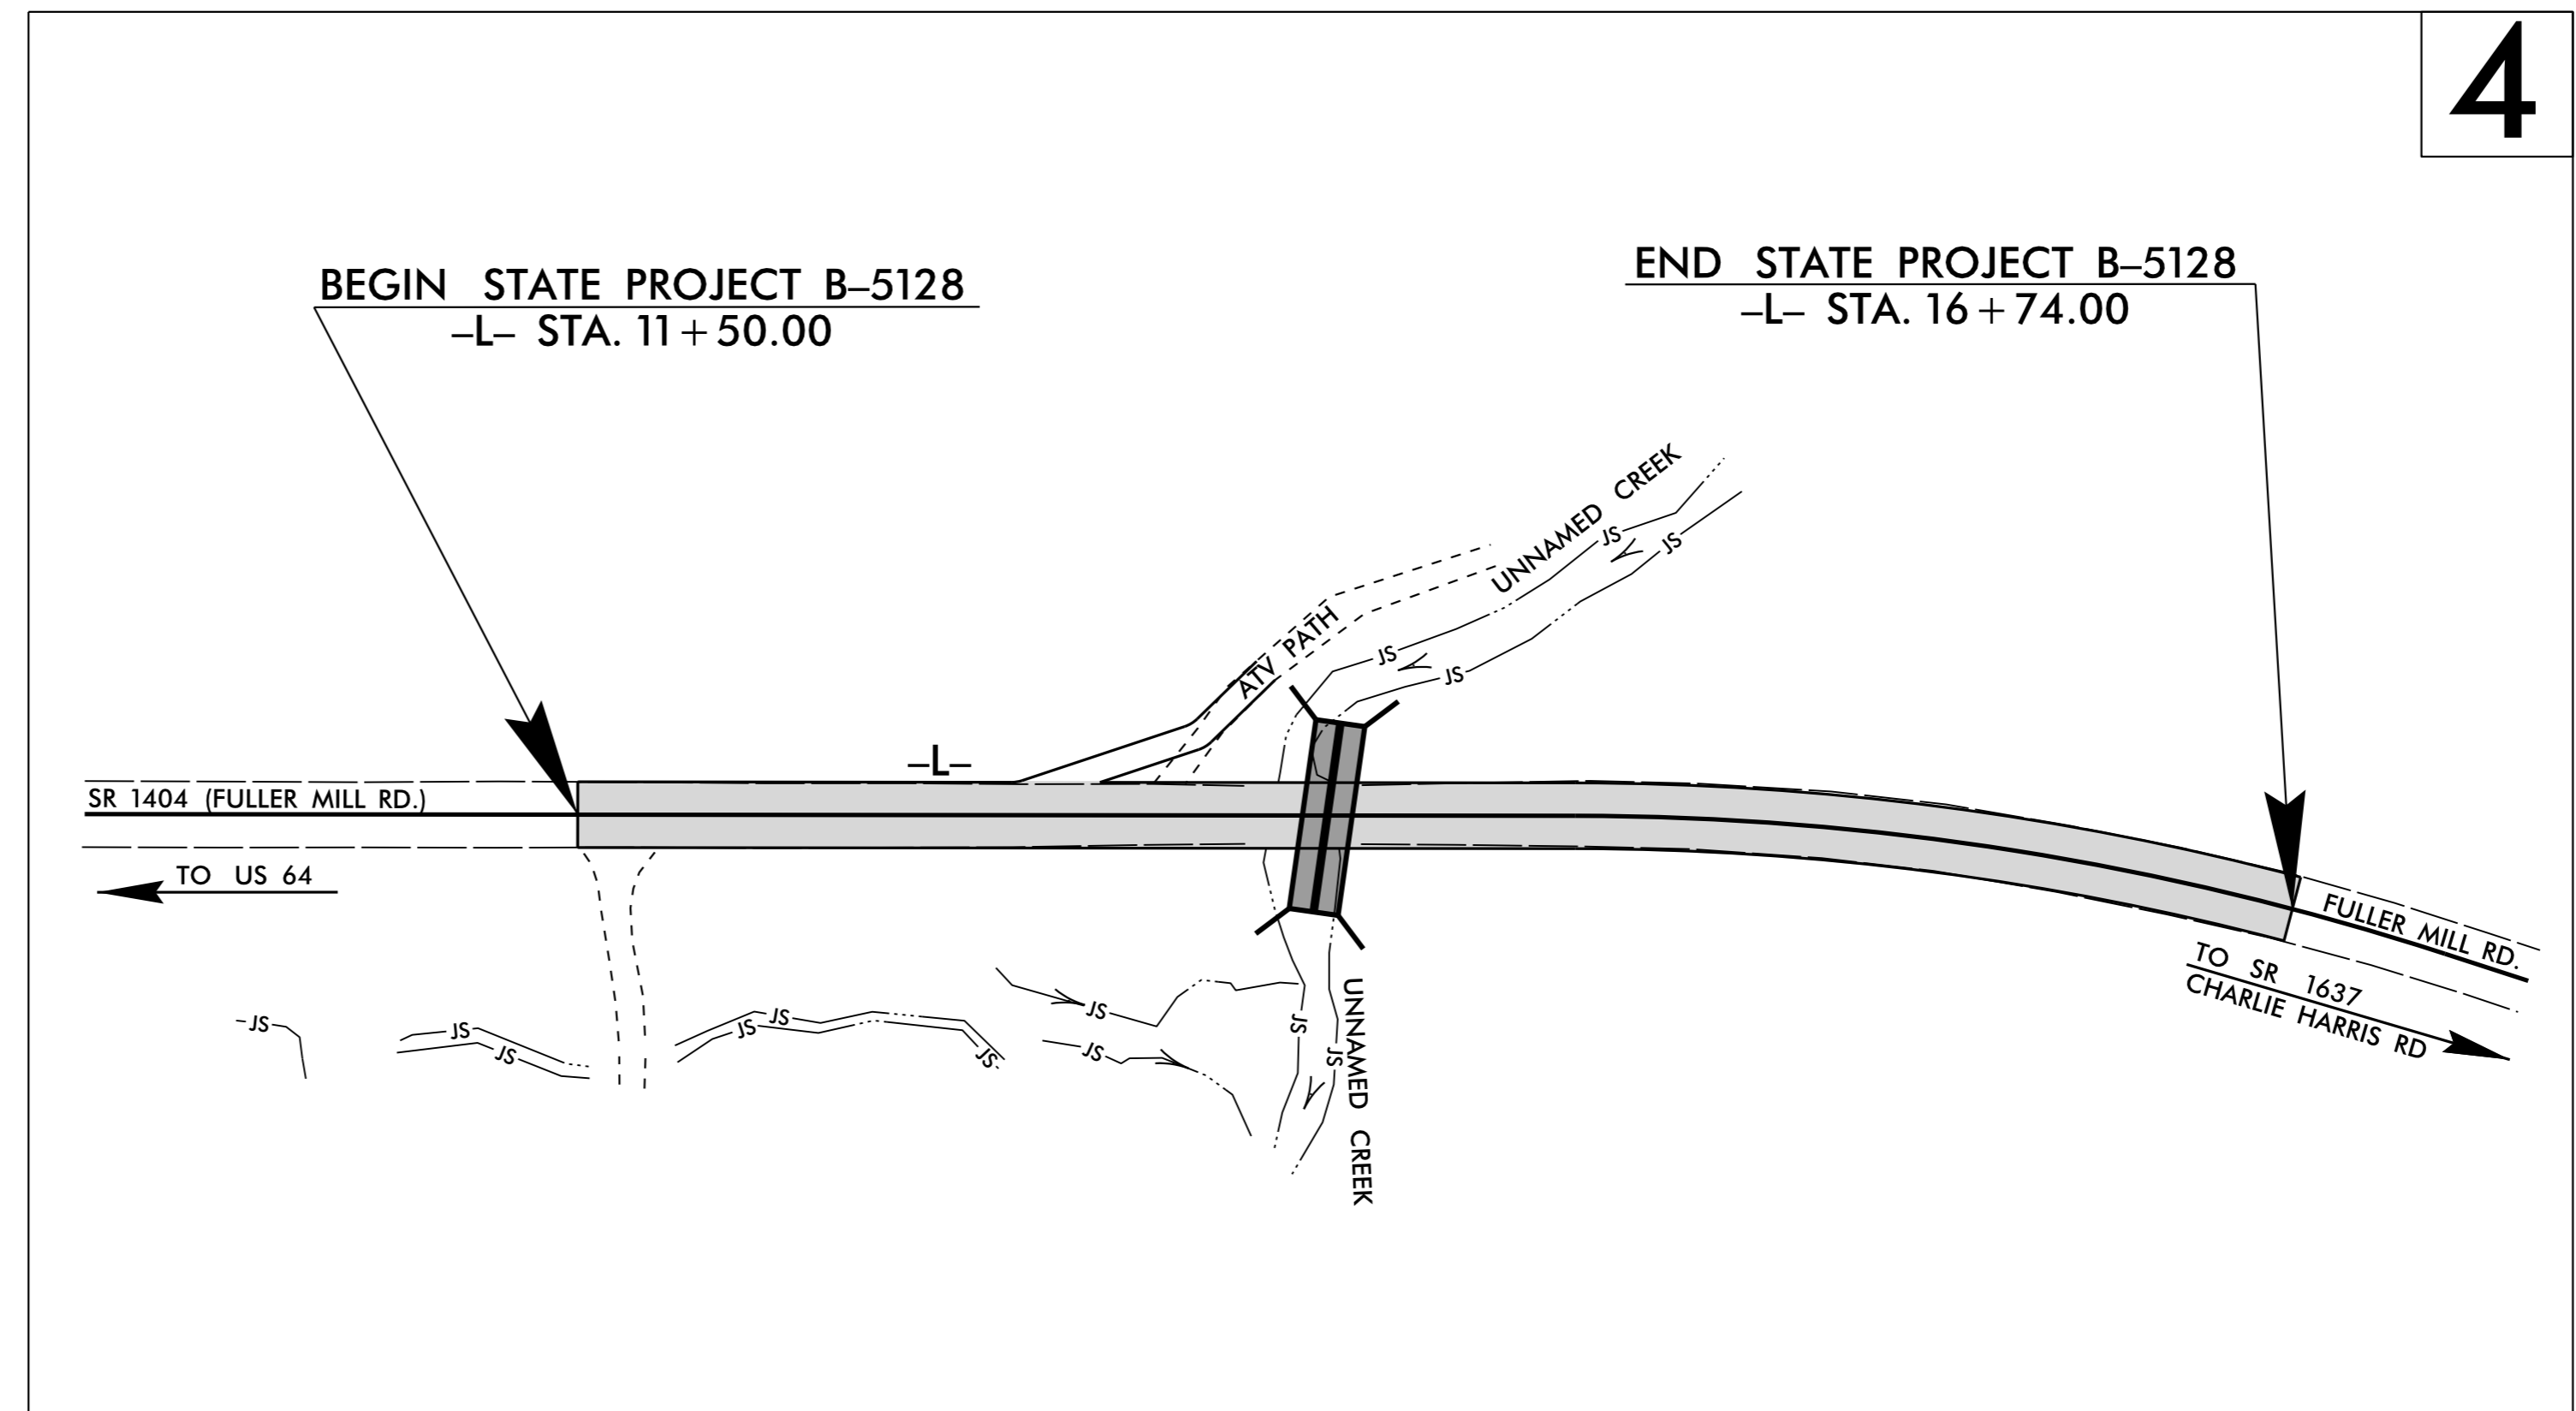 4
BEGIN STATE PROJECT B–5128
–L– STA. 11+50.00
END STATE PROJECT B–5128
–L– STA. 16+74.00
UNNAMED CREEK
JS
JS
ATV PATH
JS
JS
–L–
SR 1404 (FULLER MILL RD.)
TO US 64
FULLER MILL RD.
TO SR 1637
CHARLIE HARRIS RD
UNNAMED CREEK
JS
JS
JS
JS
JS
JS
JS
JS
JS
JS